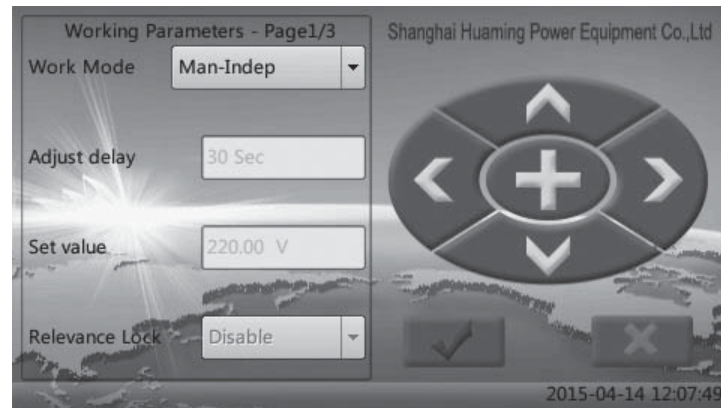 Working Parameters - Page1/3
Shanghai Huaming Power Equipment Co.,Ltd
Work Mode
Man-Indep
Adjust delay
30 Sec
Set value
220.00 V
Relevance Lock
Disable
2015-04-14 12:07:49